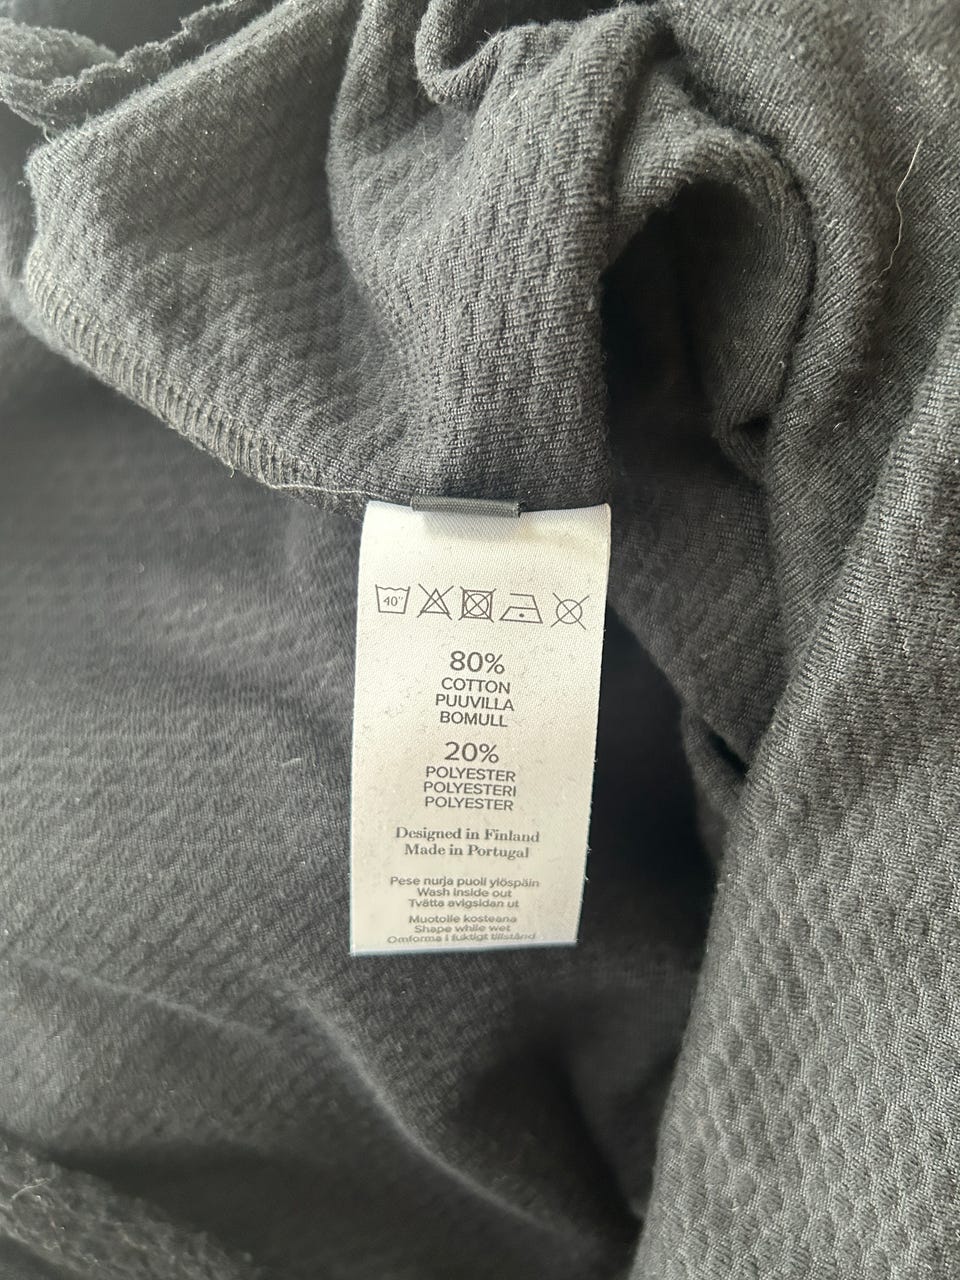 40°
80%
COTTON
PUUVILLA
BOMULL
20%
POLYESTER
POLYESTERI
POLYESTER
Designed in Finland
Made in Portugal
Pese nurja puoli ylöspäin
Wash inside out
Tvätta avigsidan ut
Muotoile kosteana
Shape while wet
Omforma i fuktigt tillstånd